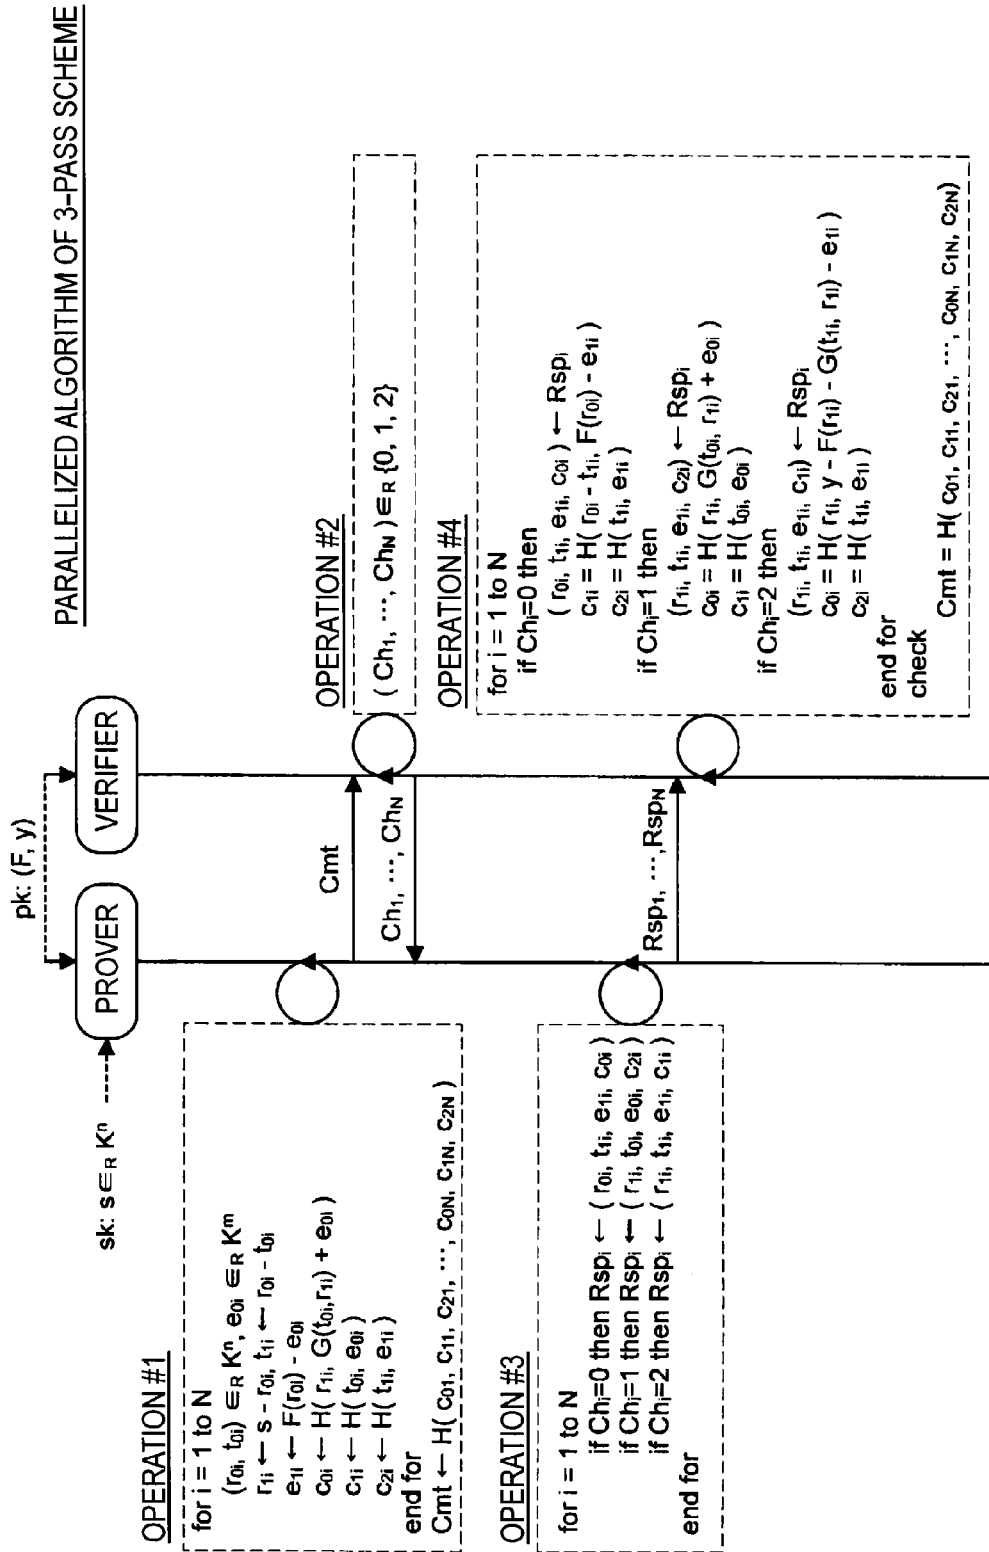 PARALLELIZED ALGORITHM OF 3-PASS SCHEME
pk: (F, y)
sk: s ∈R Kⁿ
PROVER
VERIFIER
OPERATION #1
for i = 1 to N
(r0i, t0i) ∈R Kⁿ, e0i ∈R Kᵐ
r1i ← s - r0i, t1i ← r0i - t0i
e1i ← F(r0i) - e0i
c0i ← H( r1i, G(t0i,r1i) + e0i )
c1i ← H( t0i, e0i )
c2i ← H( t1i, e1i )
end for
Cmt ← H( c01, c11, c21, ···, c0N, c1N, c2N )
Cmt
OPERATION #2
( Ch1, ···, ChN ) ∈R {0, 1, 2}
Ch1, ···, ChN
OPERATION #3
for i = 1 to N
if Chi=0 then Rspi ← ( r0i, t1i, e1i, c0i )
if Chi=1 then Rspi ← ( r1i, t0i, e0i, c2i )
if Chi=2 then Rspi ← ( r1i, t1i, e1i, c1i )
end for
Rsp1, ···,RspN
OPERATION #4
for i = 1 to N
if Chi=0 then
( r0i, t1i, e1i, c0i ) ← Rspi
c1i = H( r0i - t1i, F(r0i) - e1i )
c2i = H( t1i, e1i )
if Chi=1 then
(r1i, t1i, e1i, c2i) ← Rspi
c0i = H( r1i, G(t0i, r1i) + e0i )
c1i = H( t0i, e0i )
if Chi=2 then
(r1i, t1i, e1i, c1i) ← Rspi
c0i = H( r1i, y - F(r1i) - G(t1i, r1i) - e1i )
c2i = H( t1i, e1i )
end for
check
Cmt = H( c01, c11, c21, ···, c0N, c1N, c2N)